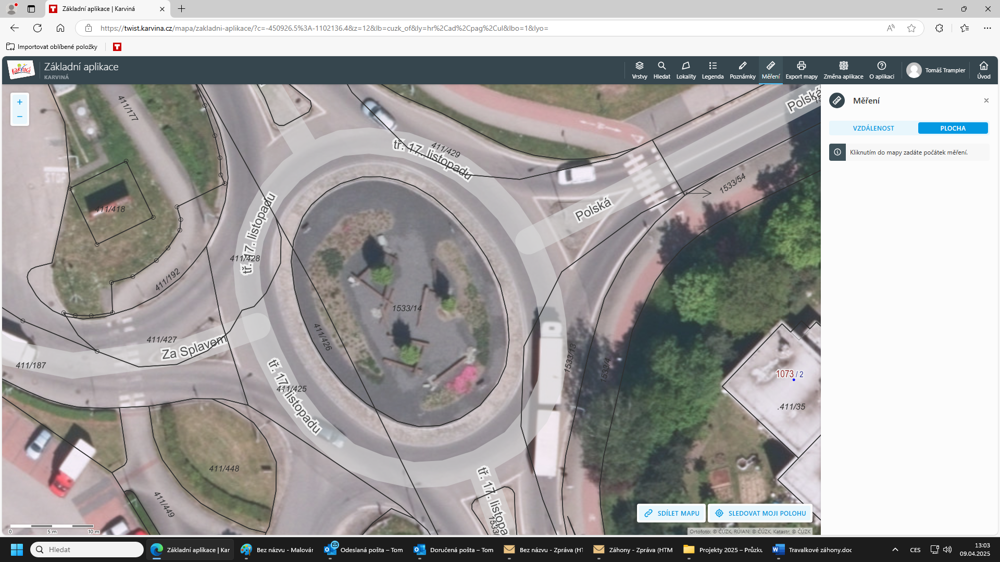 Základní aplikace | Karviná
https://twist.karvina.cz/mapa/zakladni-aplikace/?c=-450926.5%3A-1102136.4&z=12&lb=cuzk_of&ly=hr%2Cad%2Cpag%2Cul&lbo=1&lyo=
Importovat oblíbené položky
T
KARVINÁ
Základní aplikace
KARVINÁ
Vrstvy
Hledat
Lokality
Legenda
Poznámky
Měření
Export mapy
Změna aplikace
O aplikaci
Tomáš Trampler
Úvod
+
−
Měření
VZDÁLENOST
PLOCHA
Kliknutím do mapy zadáte počátek měření.
411/177
Polská
tř. 17. listopadu
411/429
STOP
1533/54
411/418
Polská
tř. 17. listopadu
411/428
411/192
1533/14
411/426
411/427
Za Splavem
411/187
1533/13
1533/4
tř. 17. listopadu
411/425
1073 / 2
.411/35
411/448
tř. 17. listopa
411/449
1533/
SDÍLET MAPU
SLEDOVAT MOJI POLOHU
0 5 m 10 m
Ortofoto: © ČÚZK, RÚIAN: © ČÚZK, Katastr: © ČÚZK
Hledat
Základní aplikace | Kar
Bez názvu - Malován
Odeslaná pošta – Tom
Doručená pošta – Tom
Bez názvu - Zpráva (HT
Záhony - Zpráva (HTM
Projekty 2025 – Průzku
Travalkové záhony.doc
CES
13:03
09.04.2025